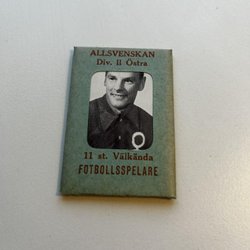 ALLSVENSKAN
Div. II Östra
11 st. Välkända
FOTBOLLSSPELARE